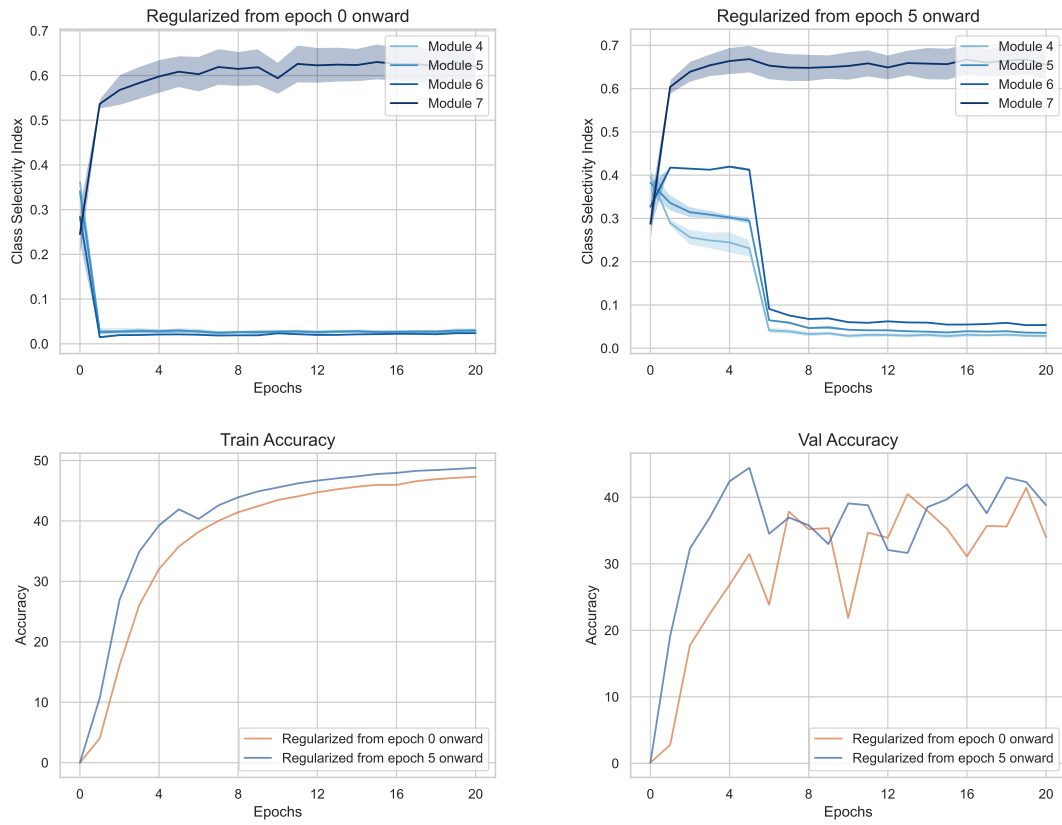 Regularized from epoch 0 onward
Class Selectivity Index
0.7
0.6
0.5
0.4
0.3
0.2
0.1
0.0
0 4 8 12 16 20
Epochs
Module 4
Module 5
Module 6
Module 7
Regularized from epoch 5 onward
Class Selectivity Index
0.7
0.6
0.5
0.4
0.3
0.2
0.1
0.0
0 4 8 12 16 20
Epochs
Module 4
Module 5
Module 6
Module 7
Train Accuracy
Accuracy
50
40
30
20
10
0
0 4 8 12 16 20
Epochs
Regularized from epoch 0 onward
Regularized from epoch 5 onward
Val Accuracy
Accuracy
40
30
20
10
0
0 4 8 12 16 20
Epochs
Regularized from epoch 0 onward
Regularized from epoch 5 onward